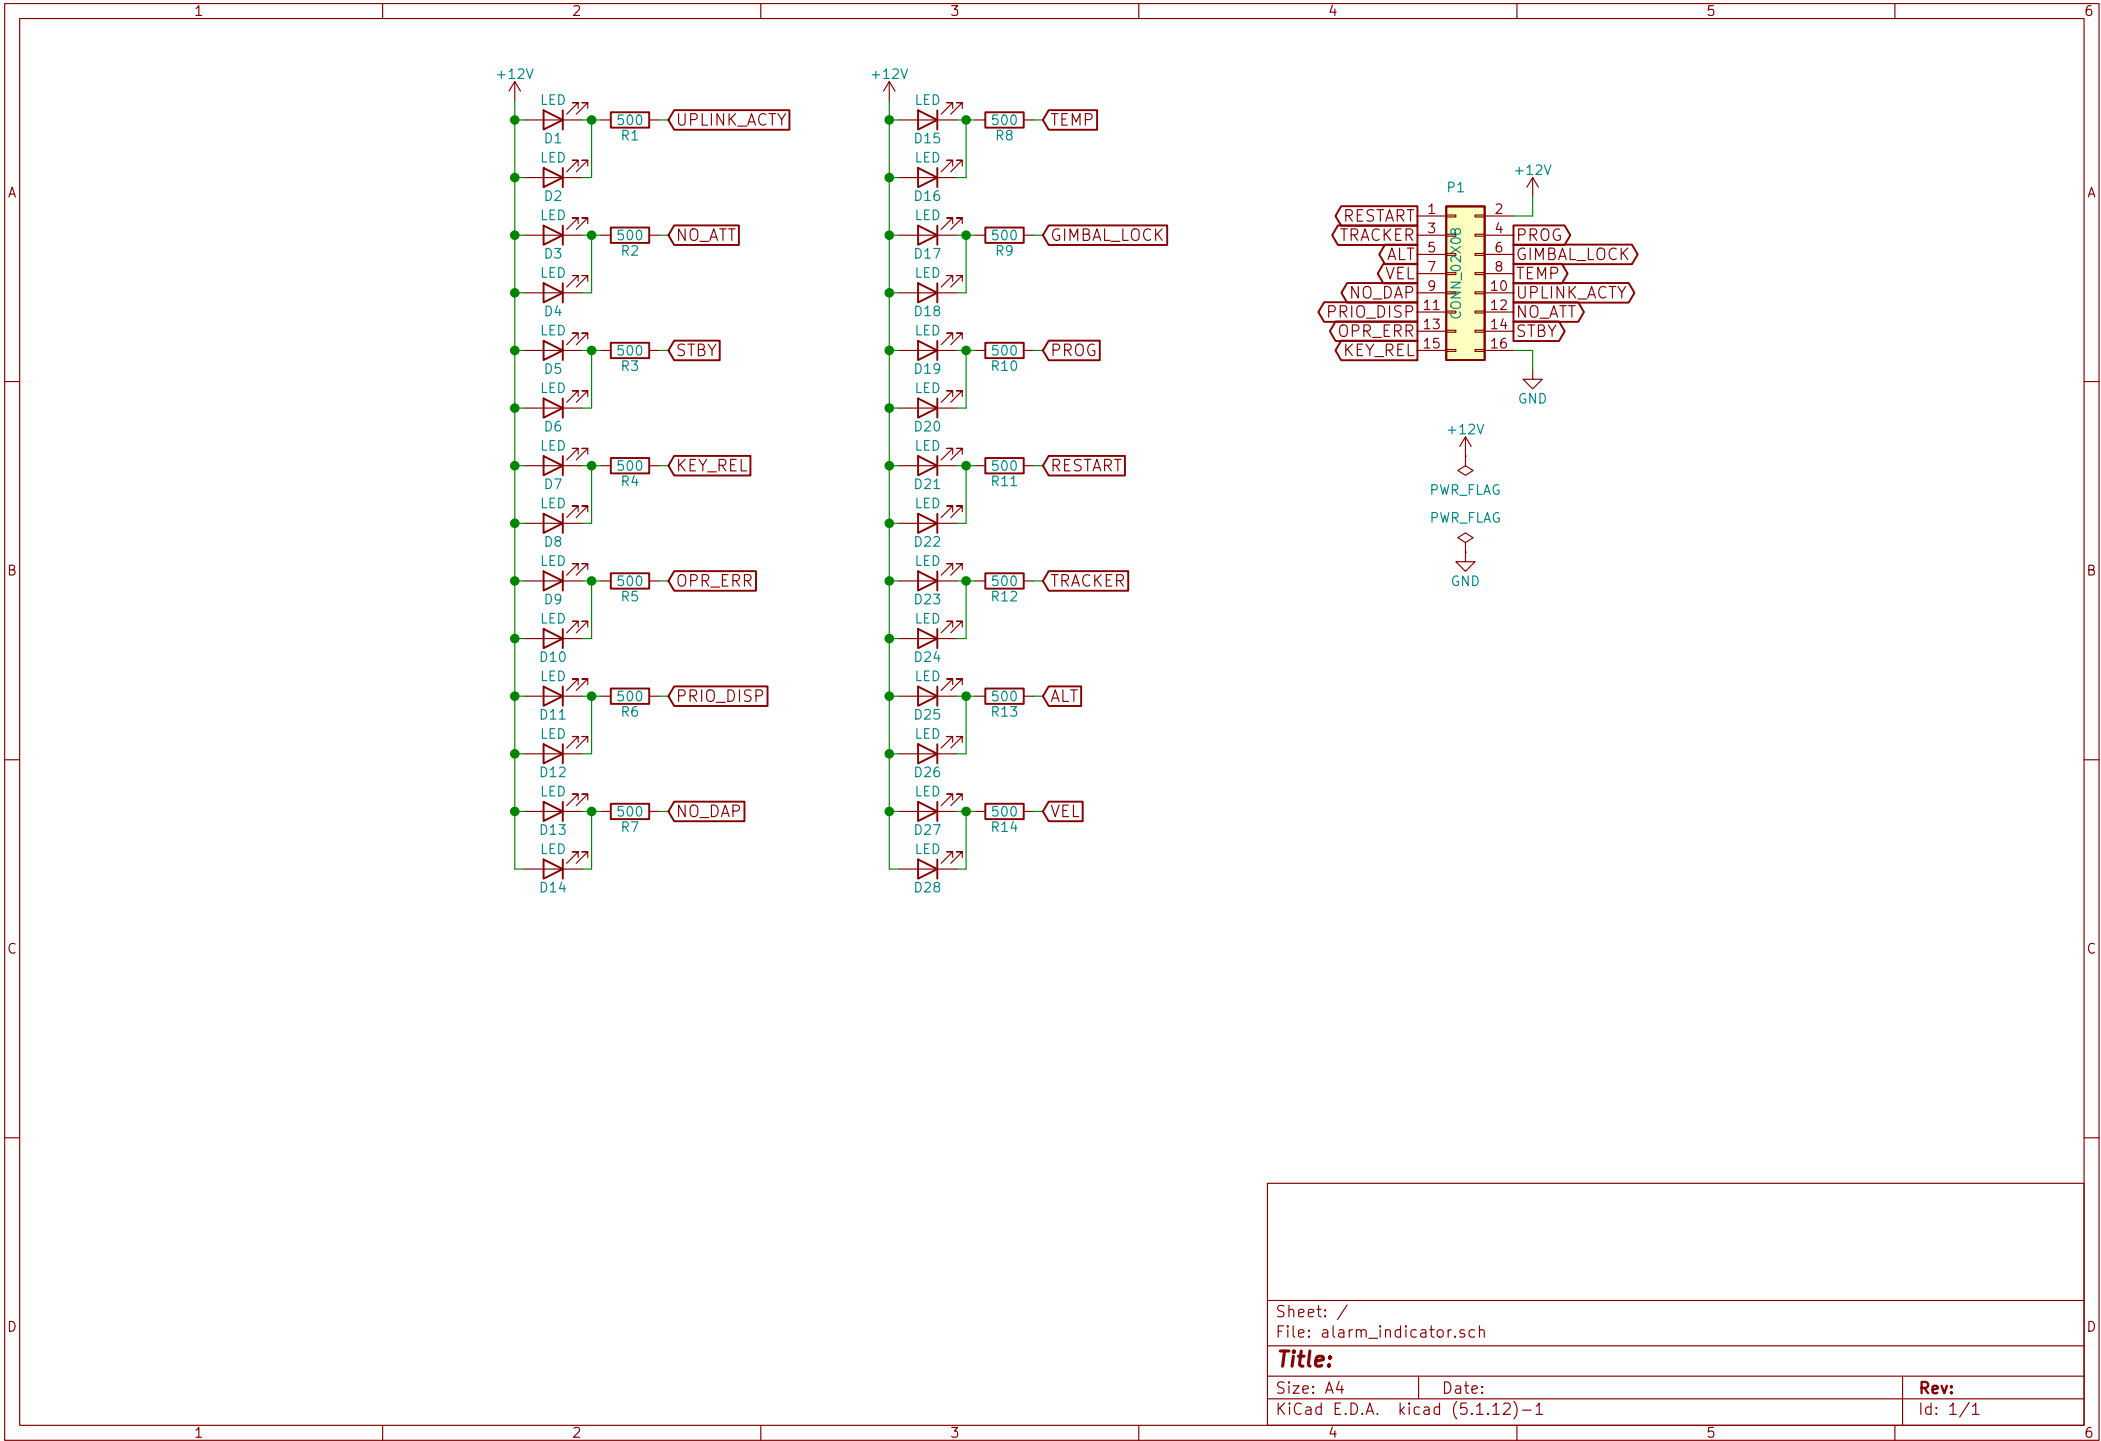 1 2 3 4 5 6
+12V +12V
LED LED
UPLINK_ACTY TEMP
500 500
D1 R1 D15 R8
LED LED
+12V
D2 D16
P1
LED LED
RESTART 1 2
NO_ATT GIMBAL_LOCK
500 500
TRACKER 3 4 PROG
D3 R2 D17 R9
ALT 5 6 GIMBAL_LOCK
LED LED
VEL 7 8 TEMP
CONN_02X08
NO_DAP 9 10 UPLINK_ACTY
D4 D18
PRIO_DISP 11 12 NO_ATT
LED LED
OPR_ERR 13 14 STBY
500 STBY 500 PROG
KEY_REL 15 16
D5 R3 D19 R10
LED LED
GND
D6 D20
+12V
LED LED
500 KEY_REL 500 RESTART
D7 R4 D21 R11
PWR_FLAG
LED LED
PWR_FLAG
D8 D22
LED LED
500 OPR_ERR 500 TRACKER
GND
D9 R5 D23 R12
LED LED
D10 D24
LED LED
500 PRIO_DISP 500 ALT
D11 R6 D25 R13
LED LED
D12 D26
LED LED
500 NO_DAP 500 VEL
D13 R7 D27 R14
LED LED
D14 D28
A A
B B
C C
D D
Sheet: /
File: alarm_indicator.sch
Title:
Size: A4 Date: Rev:
KiCad E.D.A. kicad (5.1.12)-1 Id: 1/1
1 2 3 4 5 6